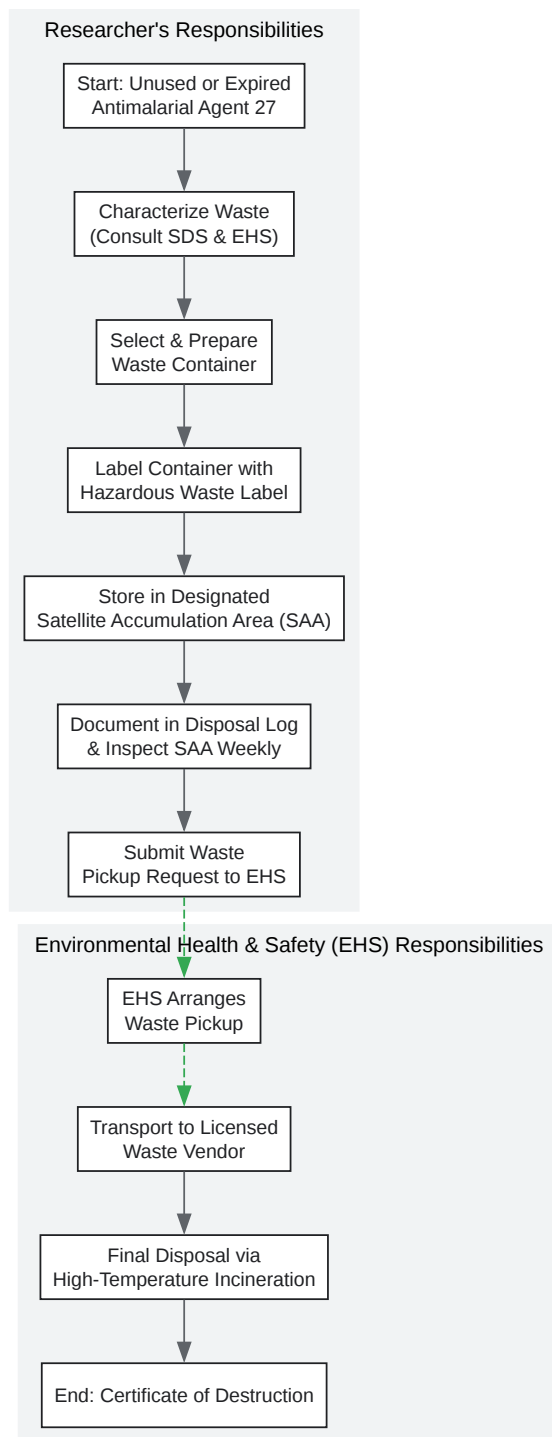 Researcher's Responsibilities
Start: Unused or Expired
Antimalarial Agent 27
Characterize Waste
(Consult SDS & EHS)
Select & Prepare
Waste Container
Label Container with
Hazardous Waste Label
Store in Designated
Satellite Accumulation Area (SAA)
Document in Disposal Log
& Inspect SAA Weekly
Submit Waste
Pickup Request to EHS
Environmental Health & Safety (EHS) Responsibilities
EHS Arranges
Waste Pickup
Transport to Licensed
Waste Vendor
Final Disposal via
High-Temperature Incineration
End: Certificate of Destruction